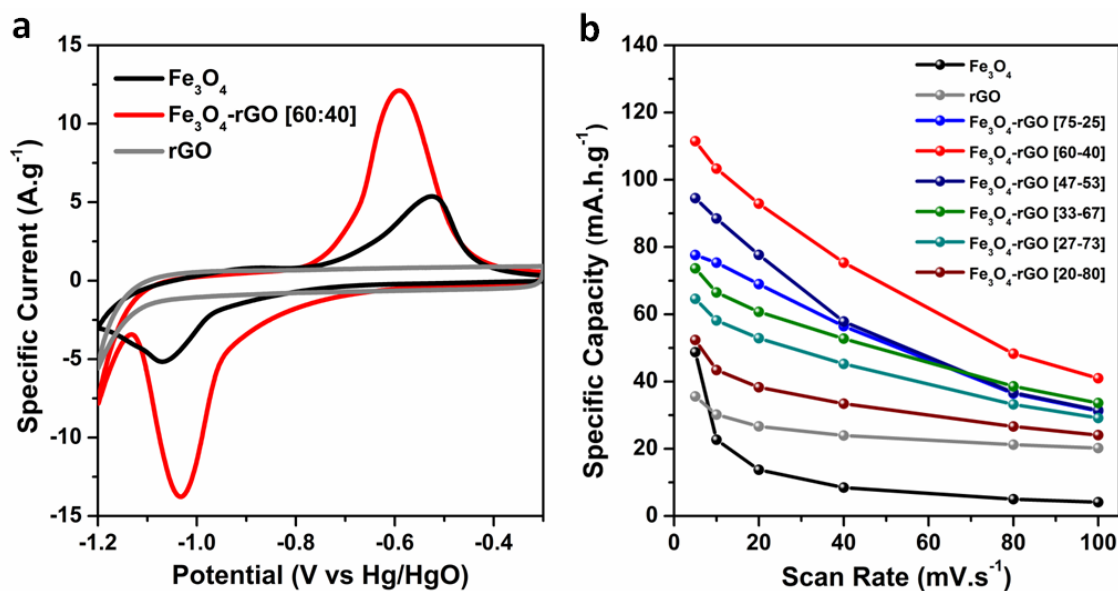 a
15
10
5
0
-5
-10
-15
Specific Current (A.g⁻¹)
Fe₃O₄
Fe₃O₄-rGO [60:40]
rGO
-1.2 -1.0 -0.8 -0.6 -0.4
Potential (V vs Hg/HgO)
b
140
120
100
80
60
40
20
0
Specific Capacity (mA.h.g⁻¹)
Fe₃O₄
rGO
Fe₃O₄-rGO [75-25]
Fe₃O₄-rGO [60-40]
Fe₃O₄-rGO [47-53]
Fe₃O₄-rGO [33-67]
Fe₃O₄-rGO [27-73]
Fe₃O₄-rGO [20-80]
0 20 40 60 80 100
Scan Rate (mV.s⁻¹)